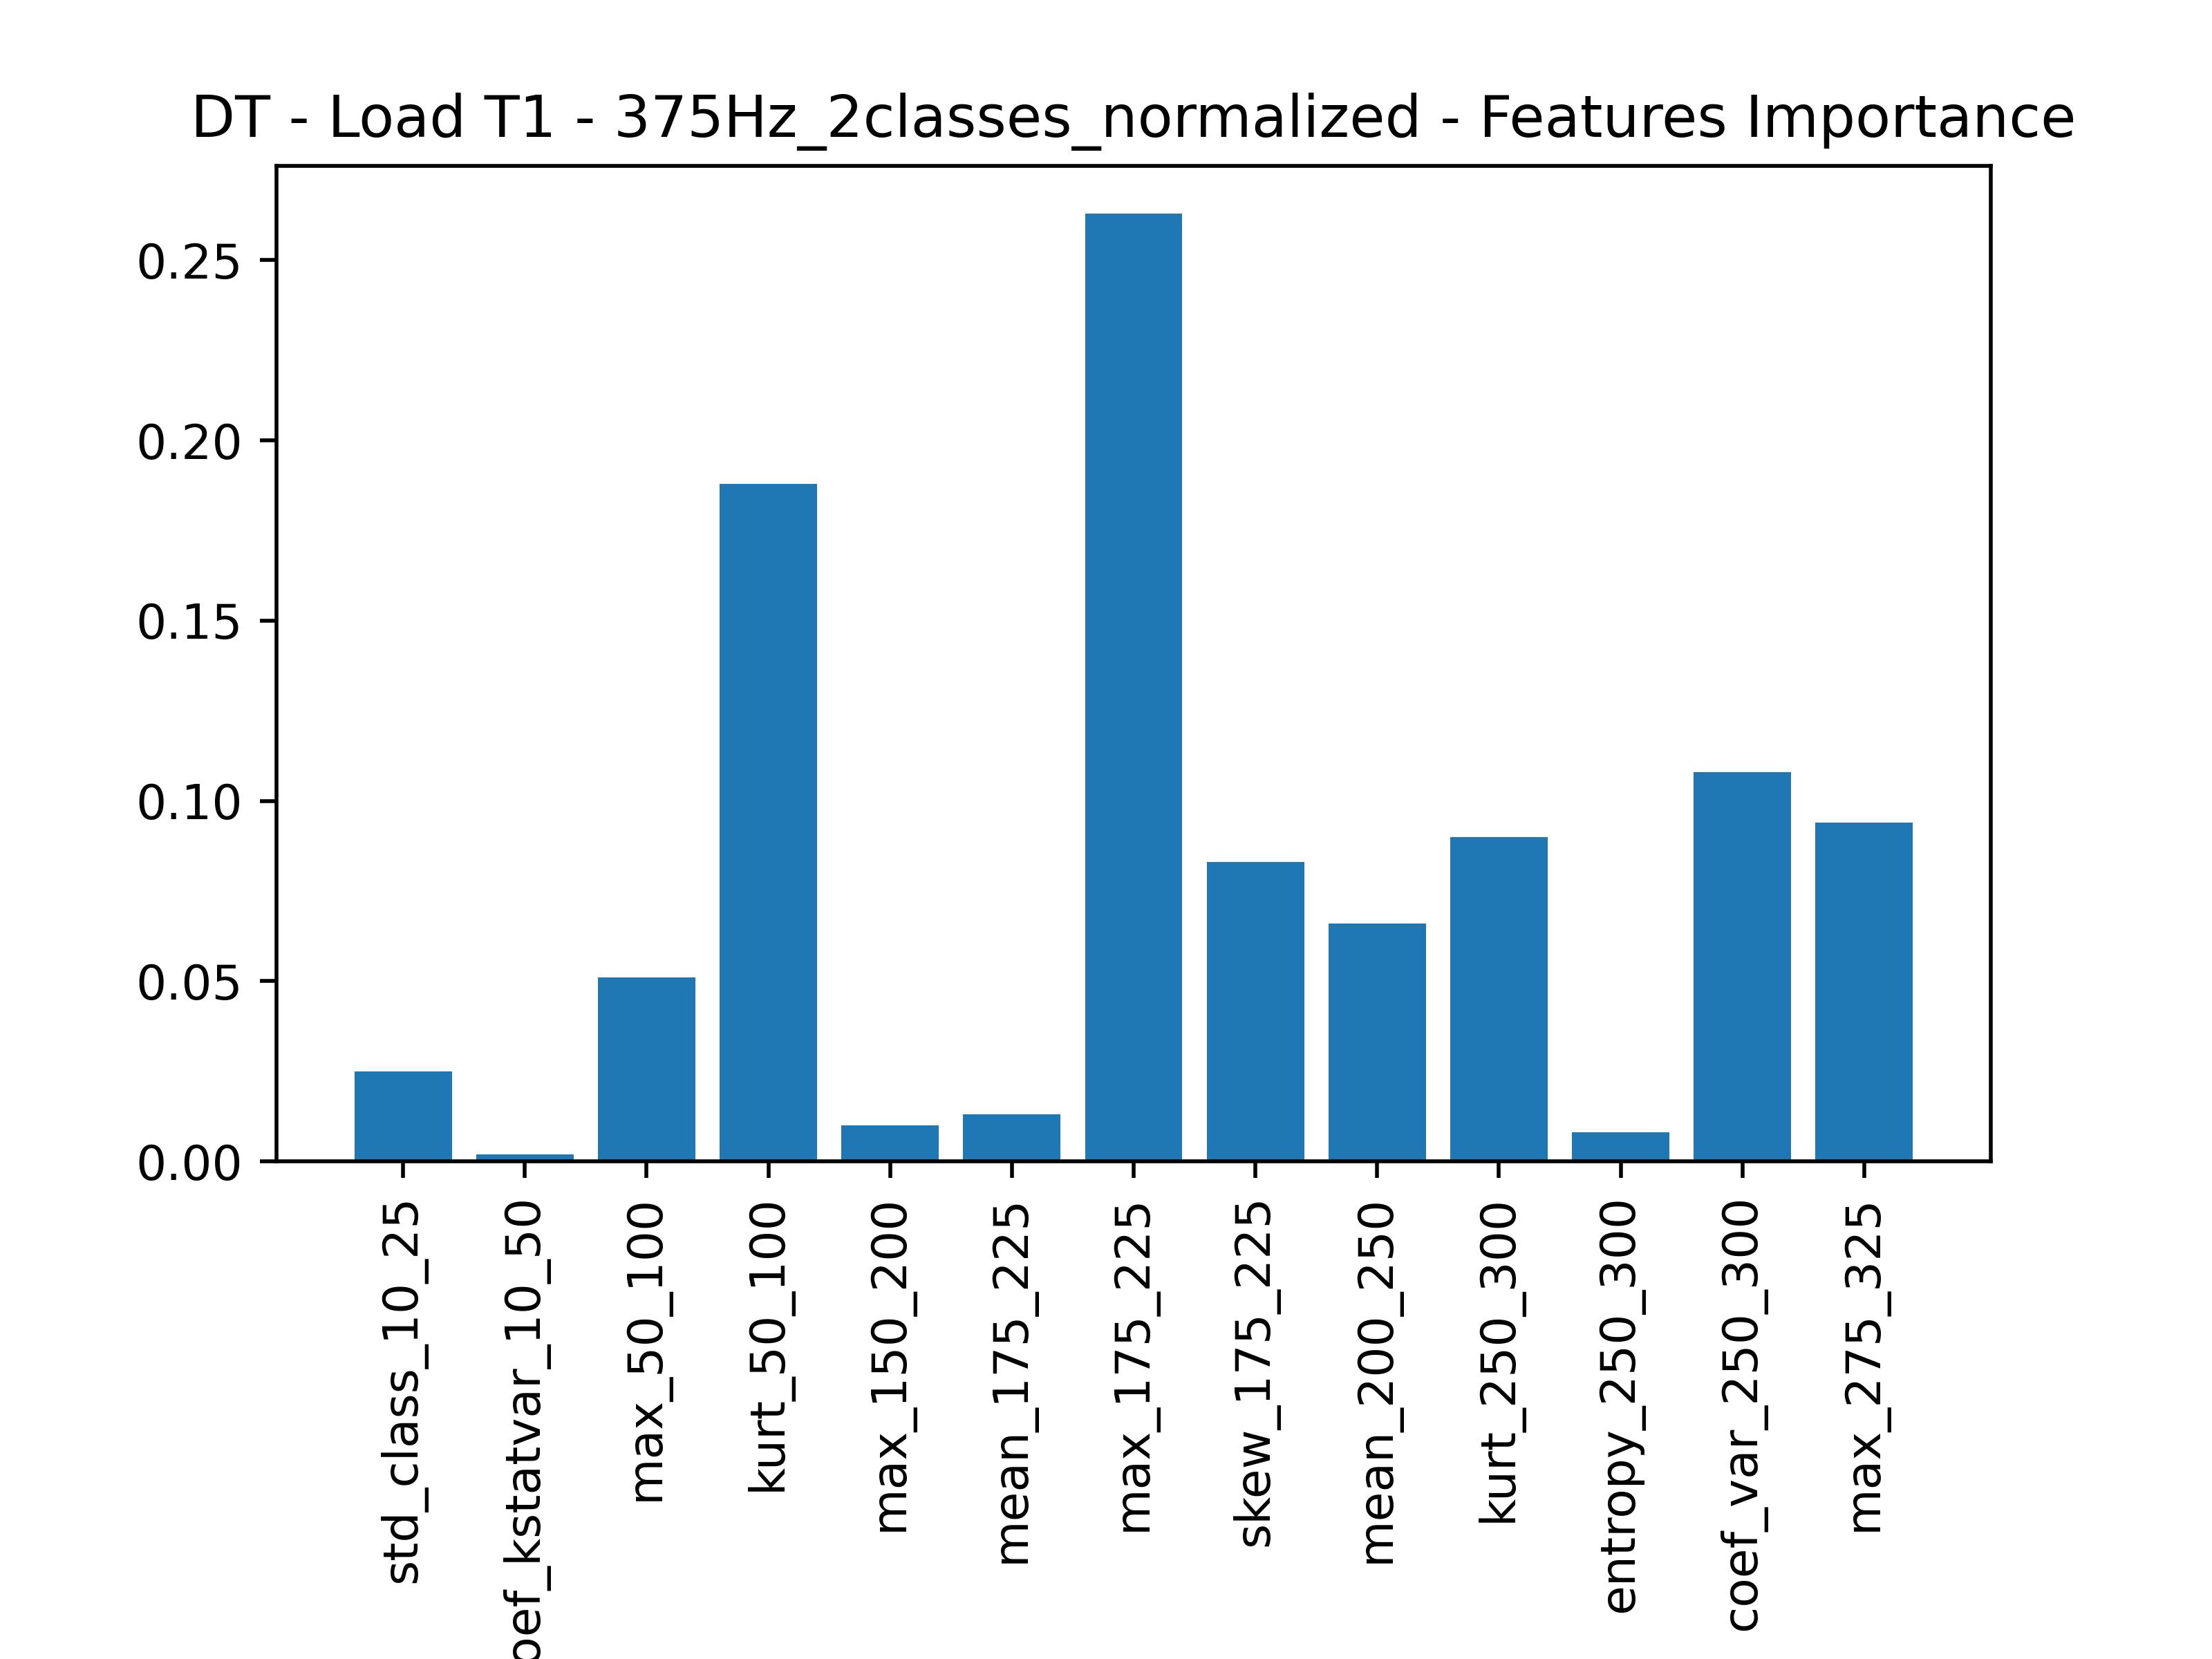 DT - Load T1 - 375Hz_2classes_normalized - Features Importance
0.25
0.20
0.15
0.10
0.05
0.00
std_class_10_25
oef_kstatvar_10_50
max_50_100
kurt_50_100
max_150_200
mean_175_225
max_175_225
skew_175_225
mean_200_250
kurt_250_300
entropy_250_300
coef_var_250_300
max_275_325